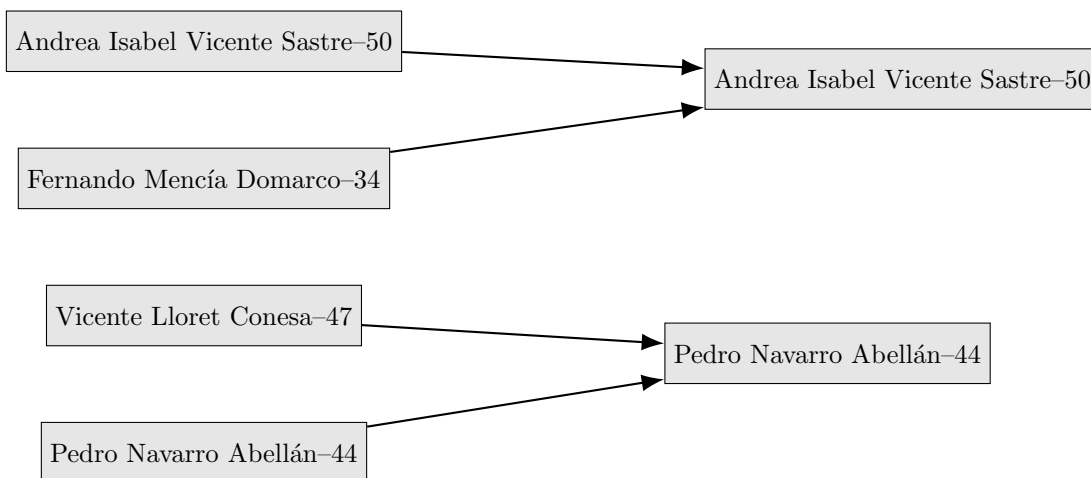 Andrea Isabel Vicente Sastre–50
Andrea Isabel Vicente Sastre–50
Fernando Mencía Domarco–34
Vicente Lloret Conesa–47
Pedro Navarro Abellán–44
Pedro Navarro Abellán–44